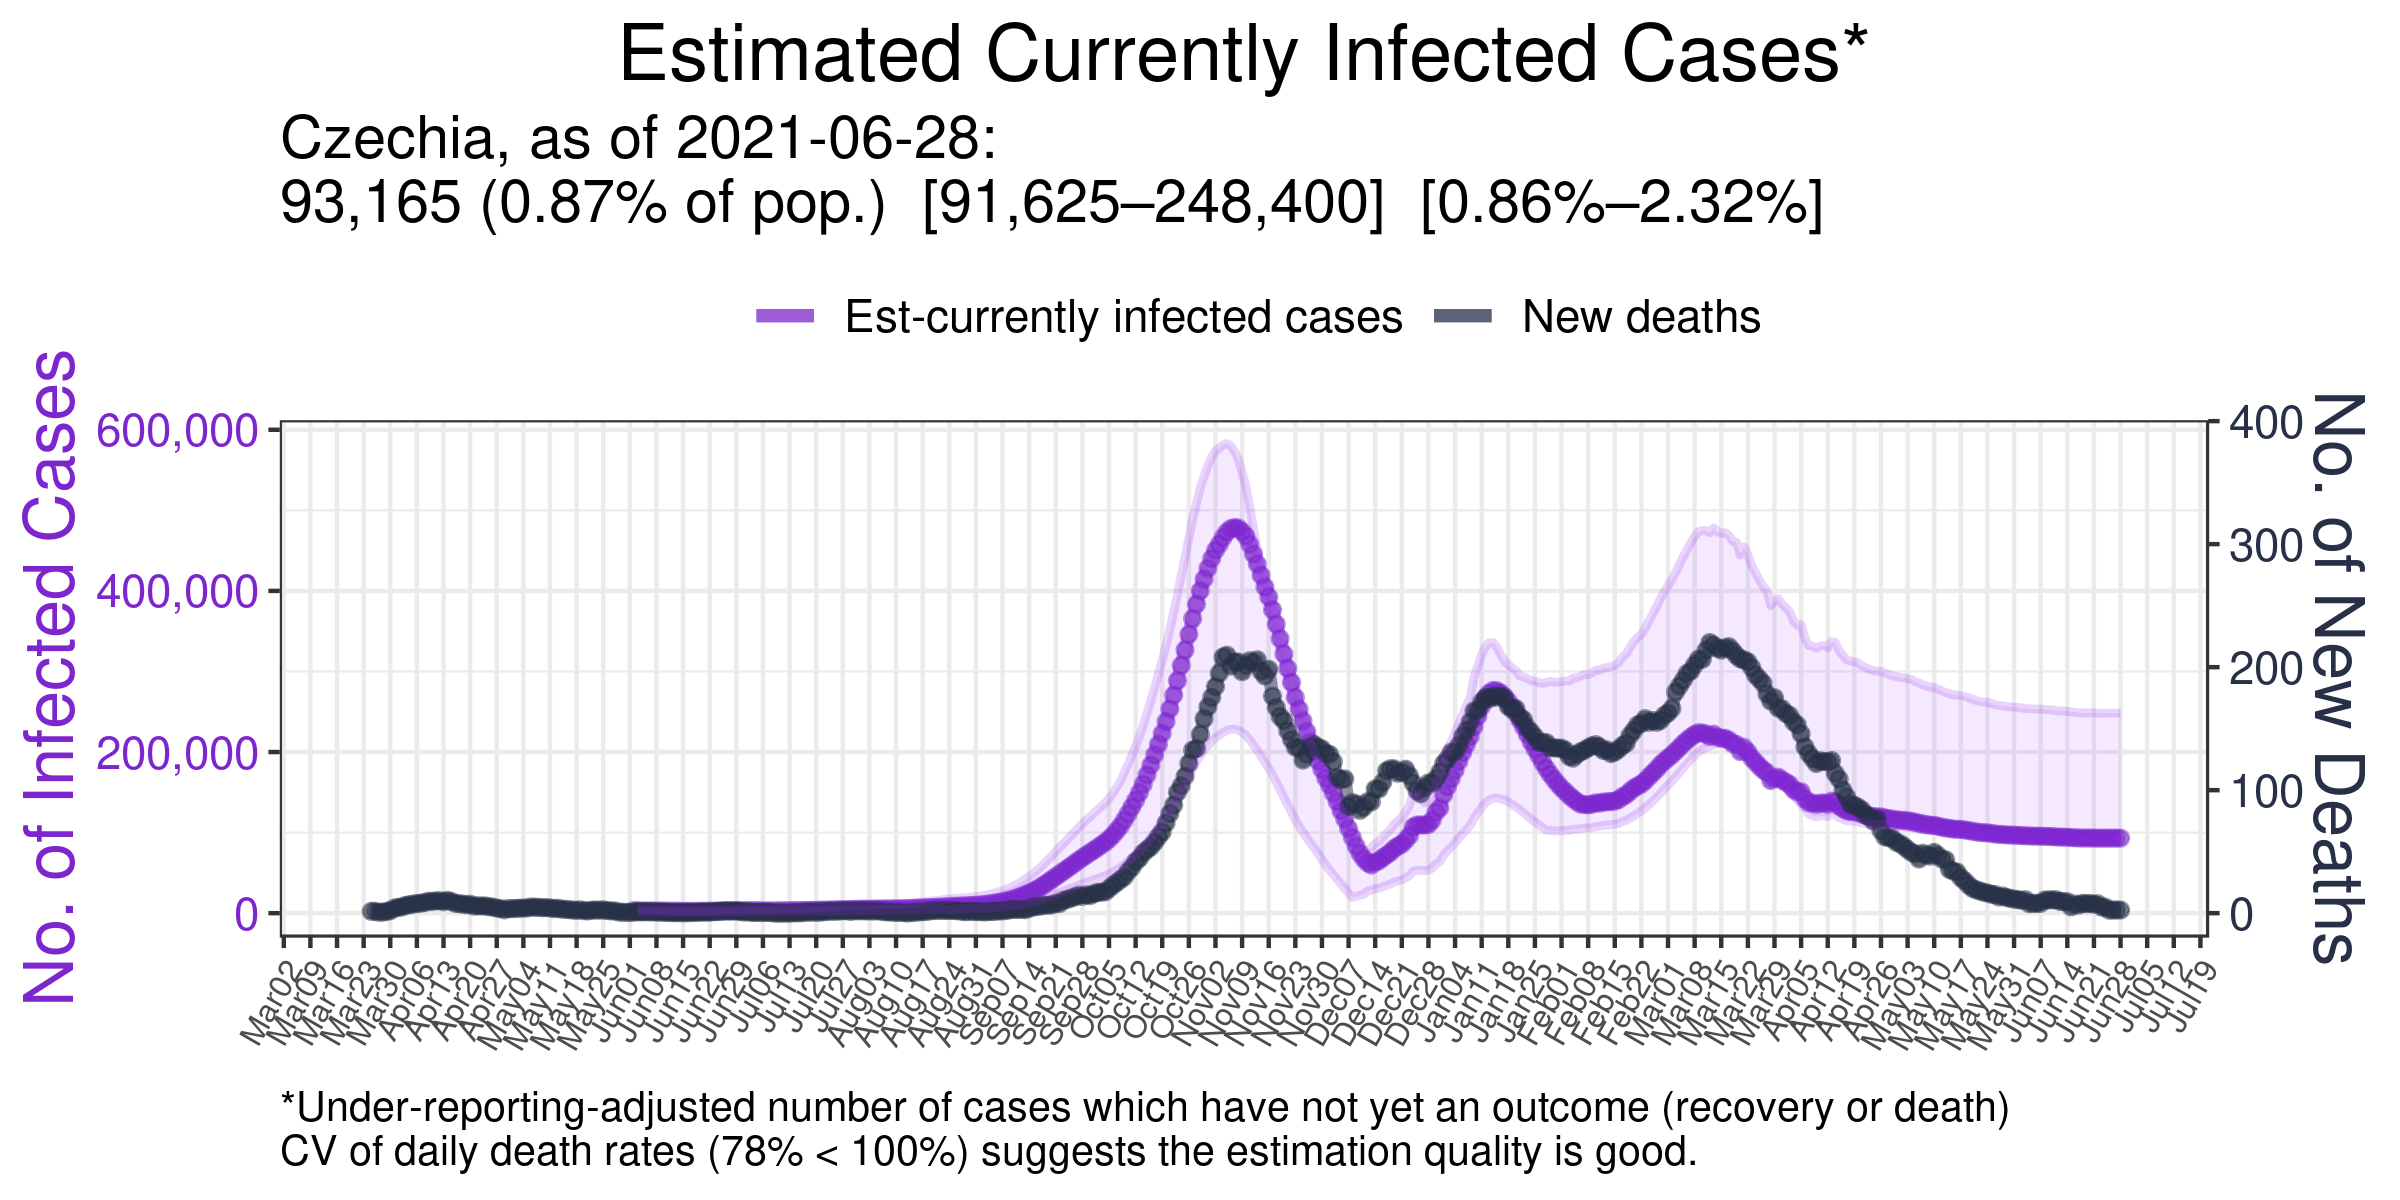 Estimated Currently Infected Cases*
Czechia, as of 2021-06-28:
93,165 (0.87% of pop.) [91,625–248,400] [0.86%–2.32%]
Est-currently infected cases New deaths
No. of Infected Cases
600,000
400,000
200,000
0
400
300
200
100
0
No. of New Deaths
Mar02 Mar09 Mar16 Mar23 Mar30 Apr06 Apr13 Apr20 Apr27 May04 May11 May18 May25 Jun01 Jun08 Jun15 Jun22 Jun29 Jul06 Jul13 Jul20 Jul27 Aug03 Aug10 Aug17 Aug24 Aug31 Sep07 Sep14 Sep21 Sep28 Oct05 Oct12 Oct19 Oct26 Nov02 Nov09 Nov16 Nov23 Nov30 Dec07 Dec14 Dec21 Dec28 Jan04 Jan11 Jan18 Jan25 Feb01 Feb08 Feb15 Feb22 Mar01 Mar08 Mar15 Mar22 Mar29 Apr05 Apr12 Apr19 Apr26 May03 May10 May17 May24 May31 Jun07 Jun14 Jun21 Jun28 Jul05 Jul12 Jul19
*Under-reporting-adjusted number of cases which have not yet an outcome (recovery or death)
CV of daily death rates (78% < 100%) suggests the estimation quality is good.